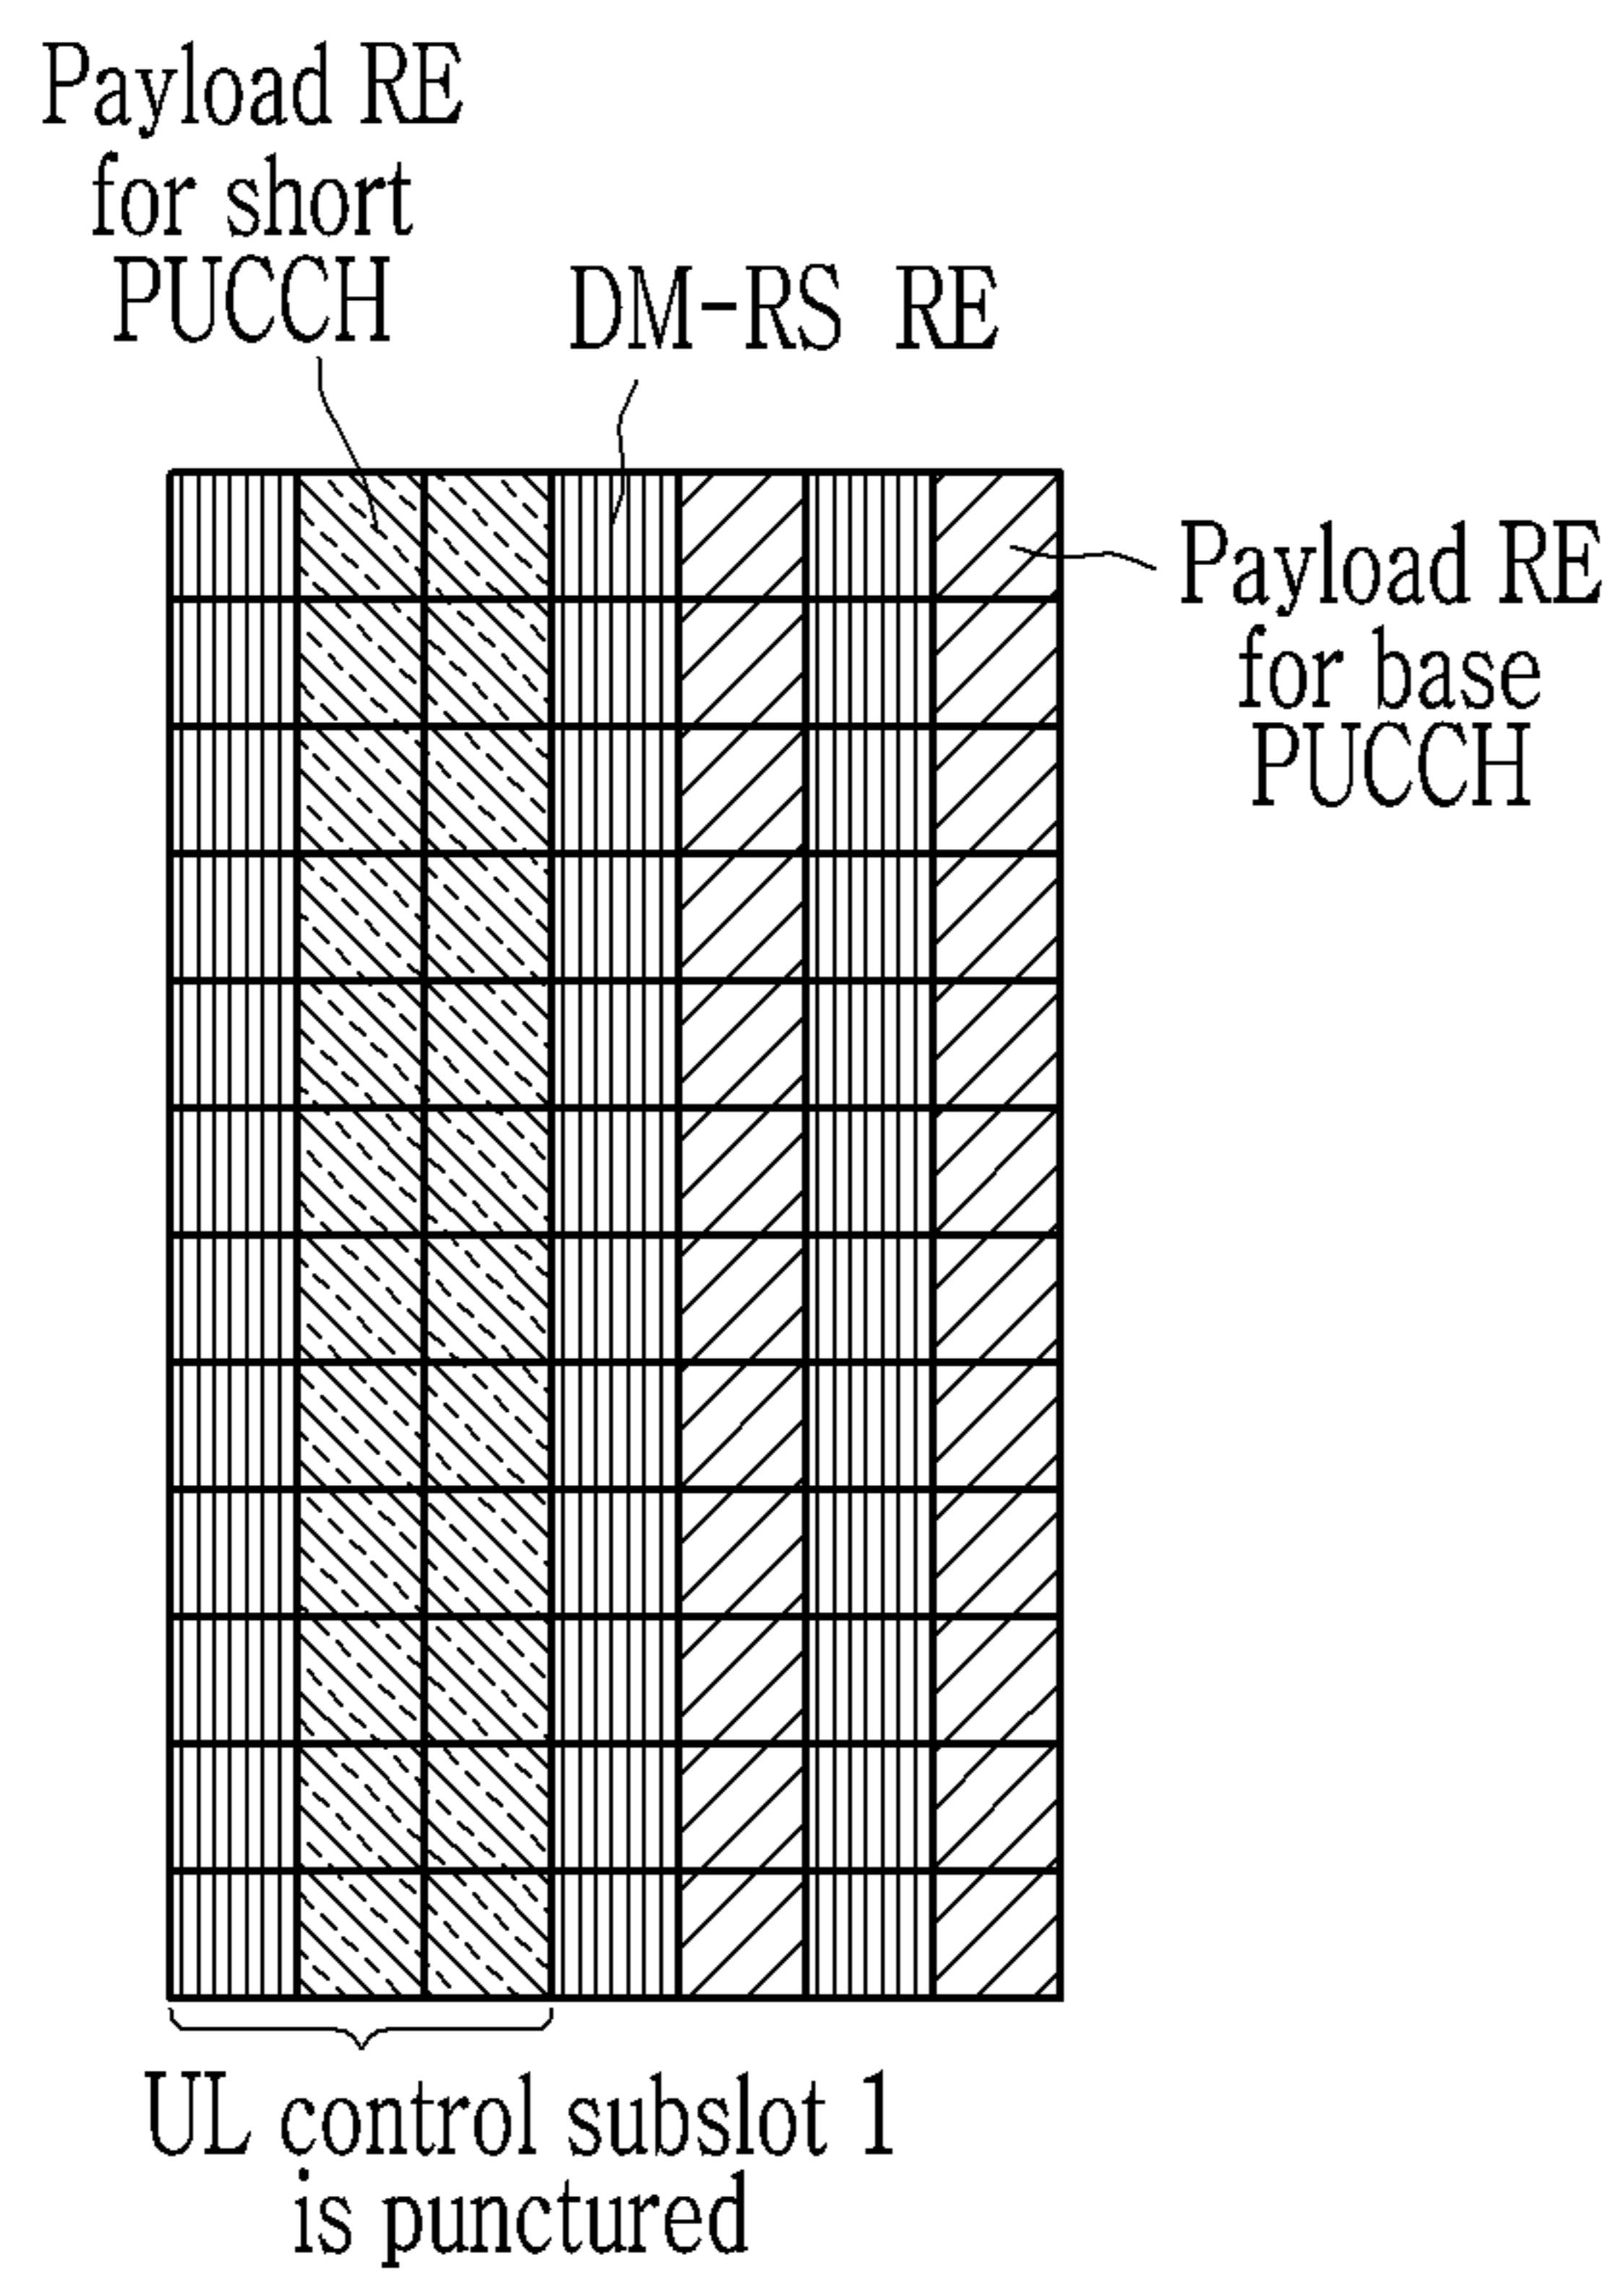 Payload RE
for short
PUCCH
DM-RS RE
Payload RE
for base
PUCCH
UL control subslot 1
is punctured